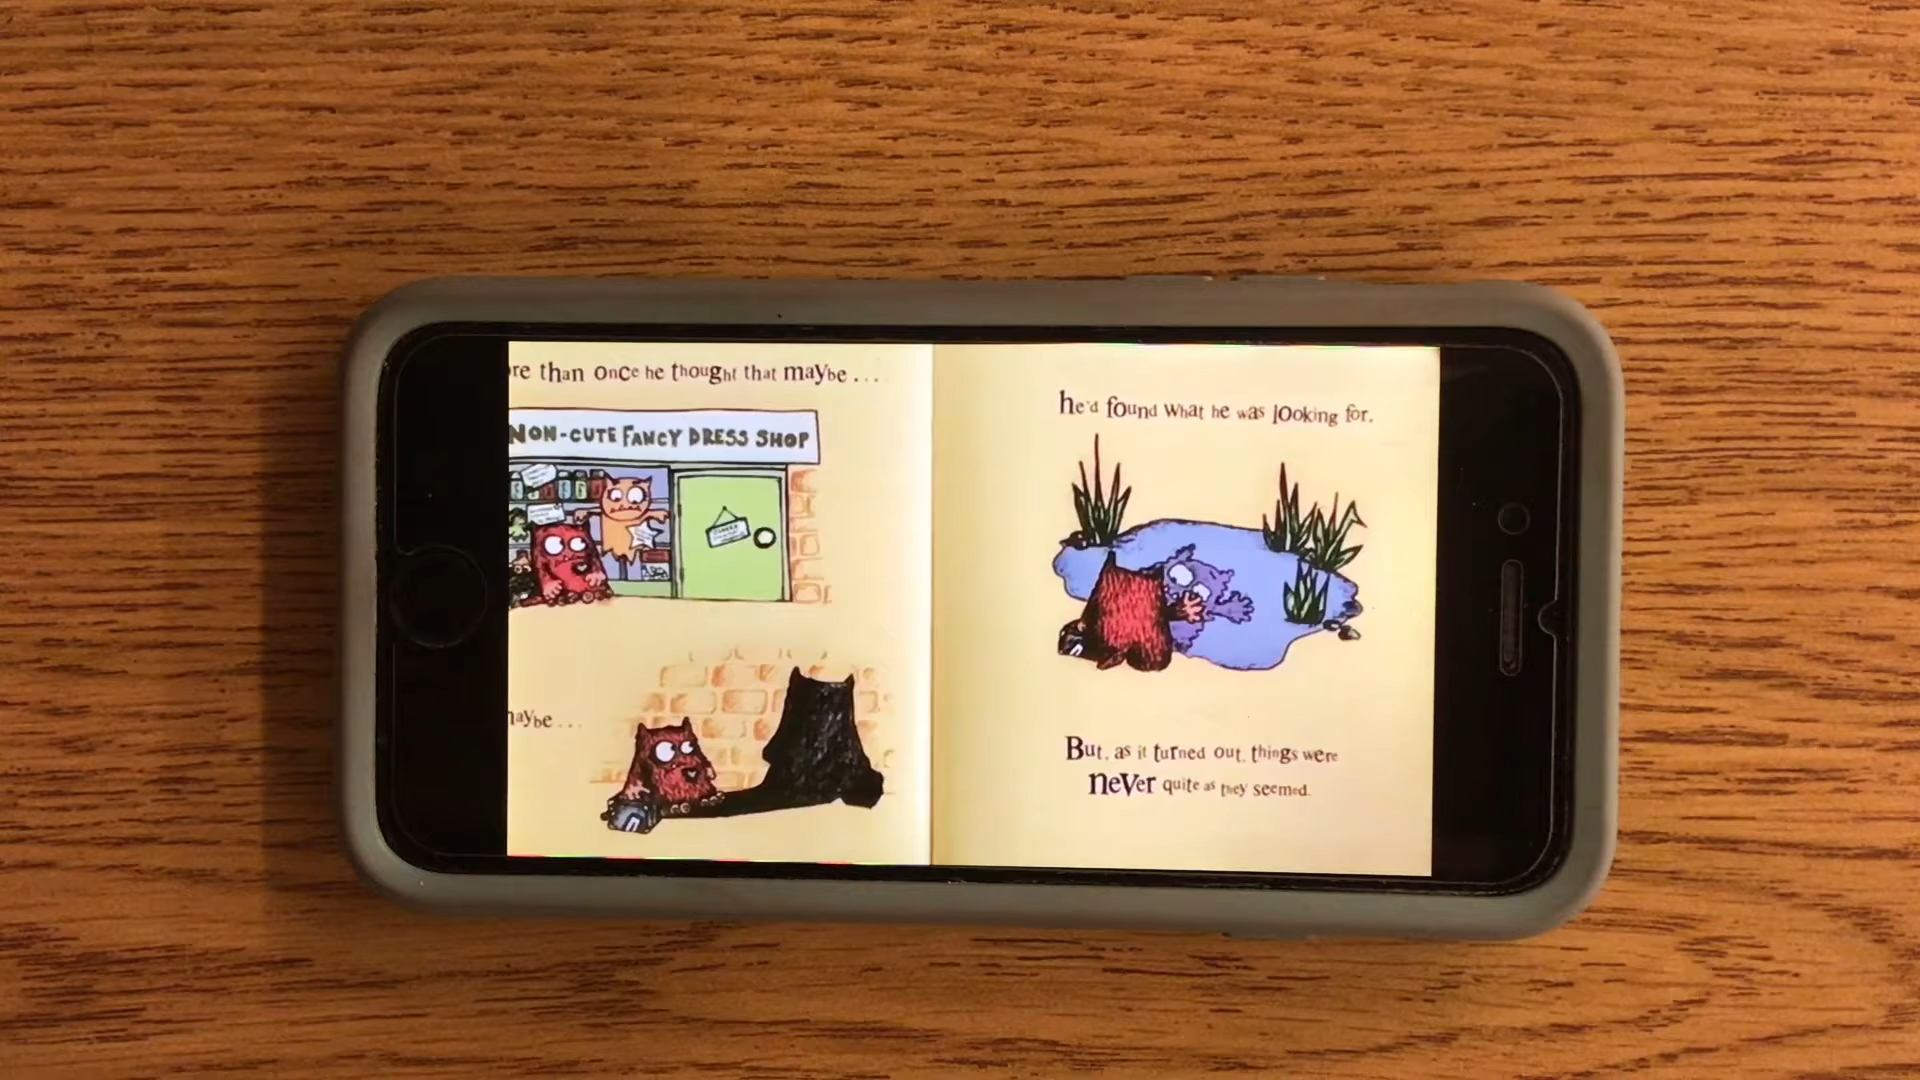 re than once he thought that maybe ...
NON-CUTE FANCY DRESS SHOP
aybe ...
he'd found what he was looking for.
But, as it turned out, things were
never quite as they seemed.